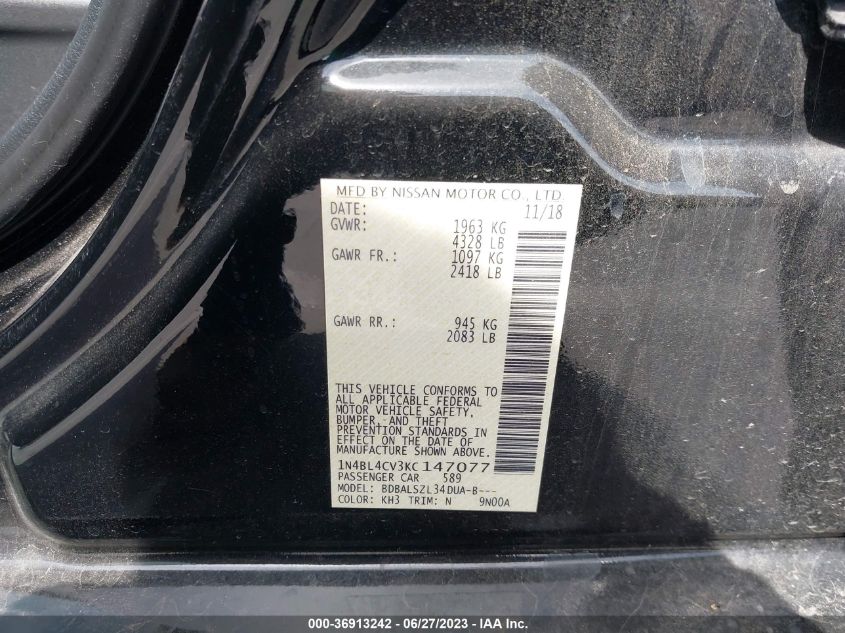 MFD BY NISSAN MOTOR CO., LTD.
DATE: 11/18
GVWR: 1963 KG
4328 LB
GAWR FR.: 1097 KG
2418 LB
GAWR RR.: 945 KG
2083 LB
THIS VEHICLE CONFORMS TO
ALL APPLICABLE FEDERAL
MOTOR VEHICLE SAFETY,
BUMPER, AND THEFT
PREVENTION STANDARDS IN
EFFECT ON THE DATE OF
MANUFACTURE SHOWN ABOVE.
1N4BL4CV3KC147077
PASSENGER CAR 589
MODEL: BDBALSZL34DUA-B---
COLOR: KH3 TRIM: N 9N00A
000-36913242 - 06/27/2023 - IAA Inc.